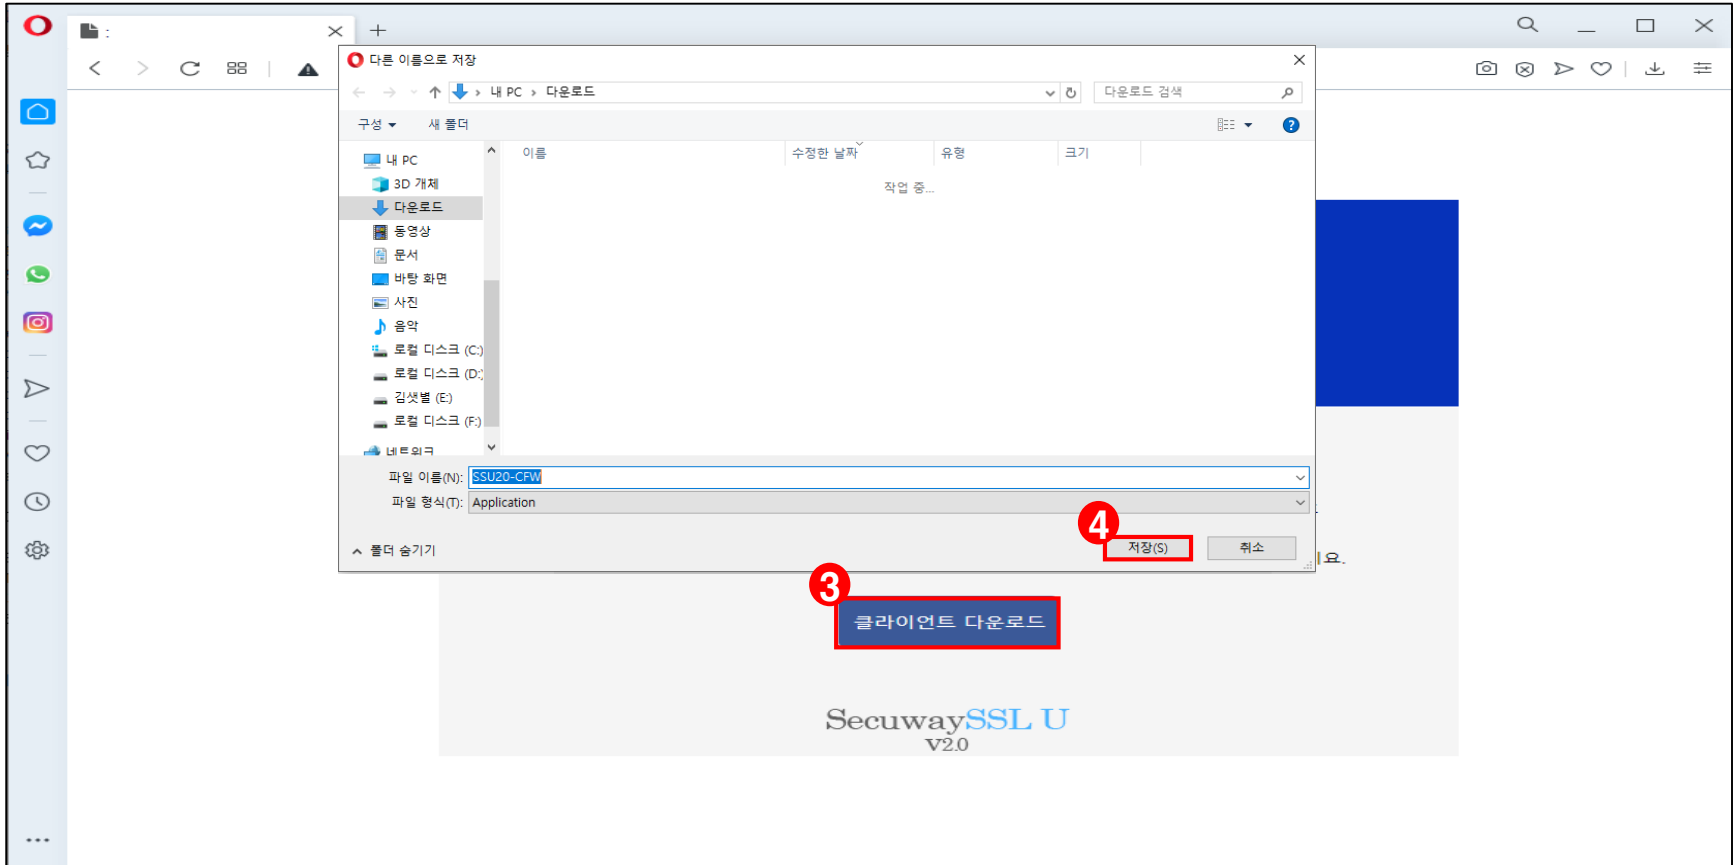 :
다른 이름으로 저장
내 PC > 다운로드
다운로드 검색
구성
새 폴더
이름
수정한 날짜
유형
크기
작업 중...
내 PC
3D 개체
다운로드
동영상
문서
바탕 화면
사진
음악
로컬 디스크 (C:)
로컬 디스크 (D:)
김샛별 (E:)
로컬 디스크 (F:)
네트워크
파일 이름(N): SSU20-CFW
파일 형식(T): Application
폴더 숨기기
4
저장(S)
취소
요.
3
클라이언트 다운로드
SecuwaySSL U
V2.0